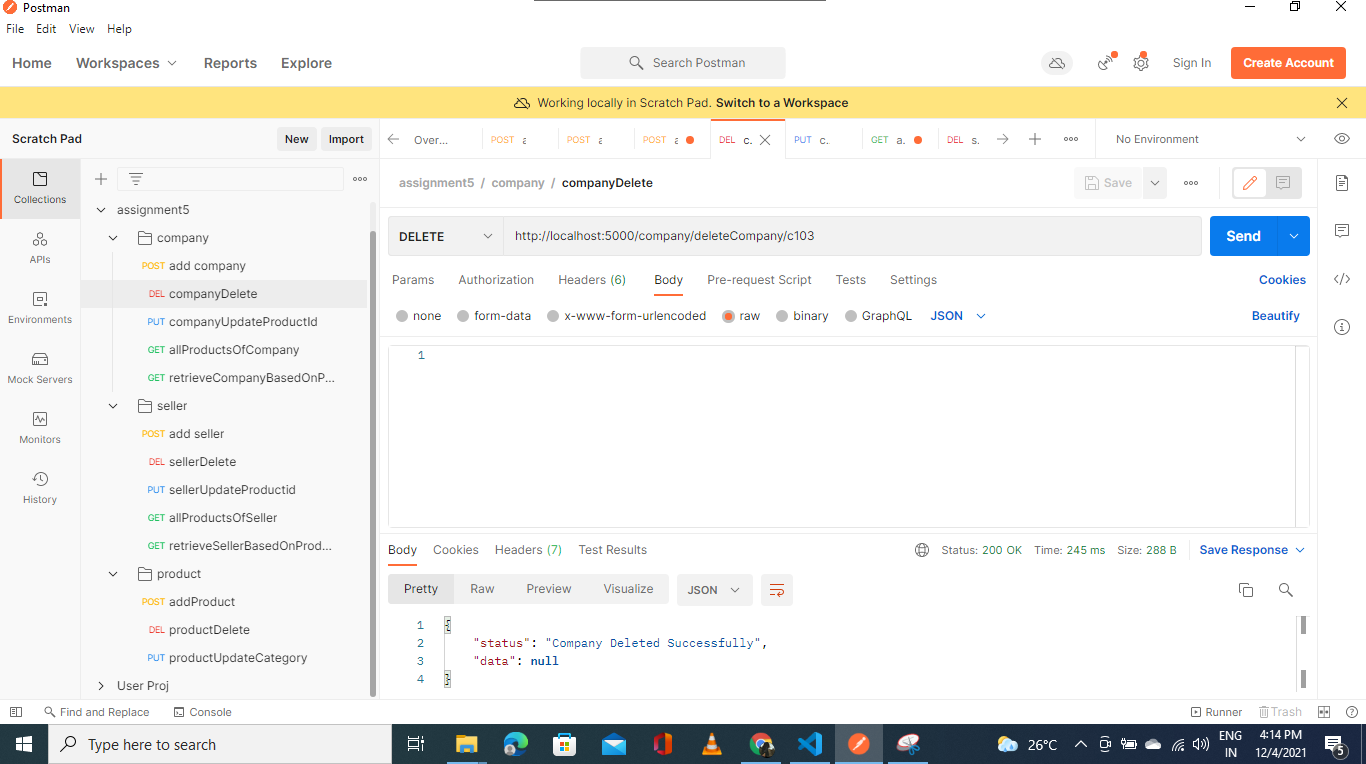 Postman
File Edit View Help
Home Workspaces Reports Explore Search Postman Sign In Create Account
Working locally in Scratch Pad. Switch to a Workspace
Scratch Pad New Import Over... POST a POST a POST a DEL c. PUT c. GET a. DEL s. No Environment
Collections
APIs
Environments
Mock Servers
Monitors
History
assignment5
company
POST add company
DEL companyDelete
PUT companyUpdateProductId
GET allProductsOfCompany
GET retrieveCompanyBasedOnP...
seller
POST add seller
DEL sellerDelete
PUT sellerUpdateProductid
GET allProductsOfSeller
GET retrieveSellerBasedOnProd...
product
POST addProduct
DEL productDelete
PUT productUpdateCategory
User Proj
assignment5 / company / companyDelete Save
DELETE http://localhost:5000/company/deleteCompany/c103 Send
Params Authorization Headers (6) Body Pre-request Script Tests Settings Cookies
none form-data x-www-form-urlencoded raw binary GraphQL JSON Beautify
1
Body Cookies Headers (7) Test Results Status: 200 OK Time: 245 ms Size: 288 B Save Response
Pretty Raw Preview Visualize JSON
1 {
2 "status": "Company Deleted Successfully",
3 "data": null
4 }
Find and Replace Console Runner Trash
Type here to search 26°C ENG IN 4:14 PM 12/4/2021 5